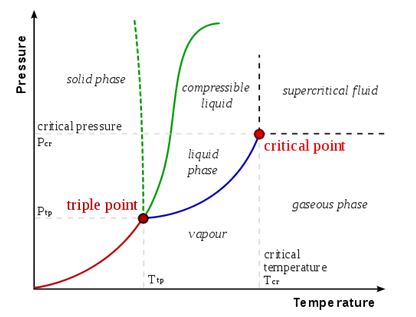 Pressure
solid phase
compressible
liquid
supercritical fluid
critical pressure
Pcr
critical point
liquid
phase
triple point
Ptp
gaseous phase
vapour
critical
temperature
Ttp
Tcr
Temperature